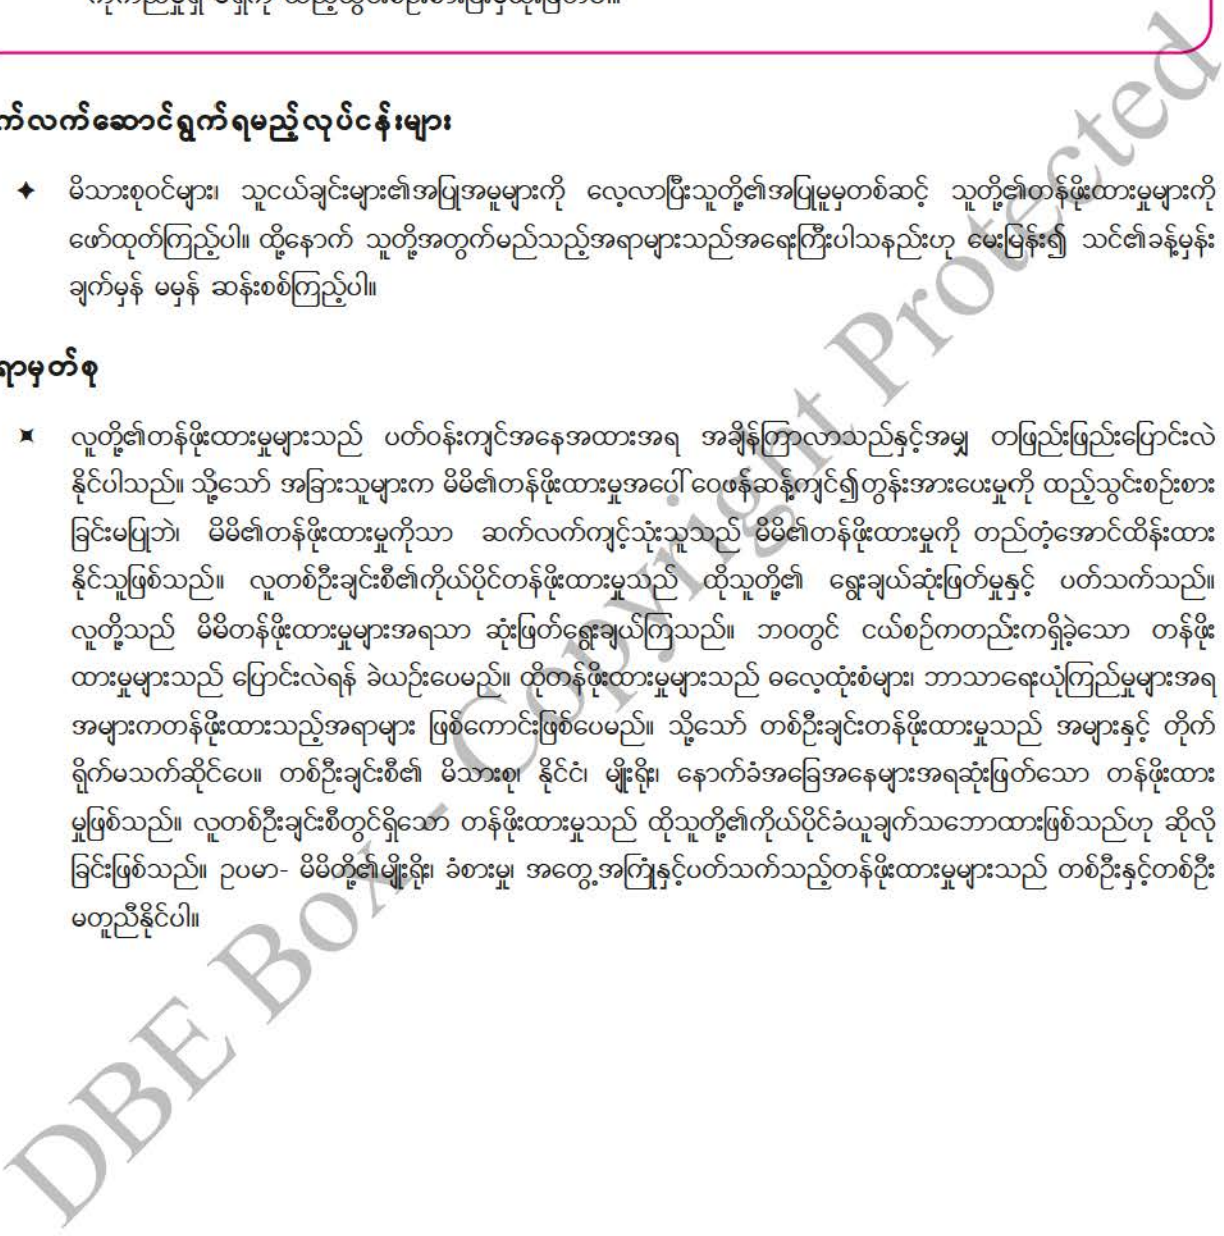 က်လက်ဆောင်ရွက်ရမည့်လုပ်ငန်းများ
✦ မိသားစုဝင်များ၊ သူငယ်ချင်းများ၏အပြုအမူများကို လေ့လာပြီးသူတို့၏အပြုမူမှတစ်ဆင့် သူတို့၏တန်ဖိုးထားမှုများကို
ဖော်ထုတ်ကြည့်ပါ။ ထို့နောက် သူတို့အတွက်မည်သည့်အရာများသည်အရေးကြီးပါသနည်းဟု မေးမြန်း၍ သင်၏ခန့်မှန်း
ချက်မှန် မမှန် ဆန်းစစ်ကြည့်ပါ။
ရာမှတ်စု
လူတို့၏တန်ဖိုးထားမှုများသည် ပတ်ဝန်းကျင်အနေအထားအရ အချိန်ကြာလာသည်နှင့်အမျှ တဖြည်းဖြည်းပြောင်းလဲ
နိုင်ပါသည်။ သို့သော် အခြားသူများက မိမိ၏တန်ဖိုးထားမှုအပေါ် ဝေဖန်ဆန့်ကျင်၍တွန်းအားပေးမှုကို ထည့်သွင်းစဉ်းစား
ခြင်းမပြုဘဲ၊ မိမိ၏တန်ဖိုးထားမှုကိုသာ ဆက်လက်ကျင့်သုံးသူသည် မိမိ၏တန်ဖိုးထားမှုကို တည်တံ့အောင်ထိန်းထား
နိုင်သူဖြစ်သည်။ လူတစ်ဦးချင်းစီ၏ကိုယ်ပိုင်တန်ဖိုးထားမှုသည် ထိုသူတို့၏ ရွေးချယ်ဆုံးဖြတ်မှုနှင့် ပတ်သက်သည်။
လူတို့သည် မိမိတန်ဖိုးထားမှုများအရသာ ဆုံးဖြတ်ရွေးချယ်ကြသည်။ ဘဝတွင် ငယ်စဉ်ကတည်းကရှိခဲ့သော တန်ဖိုး
ထားမှုများသည် ပြောင်းလဲရန် ခဲယဉ်းပေမည်။ ထိုတန်ဖိုးထားမှုများသည် ဓလေ့ထုံးစံများ၊ ဘာသာရေးယုံကြည်မှုများအရ
အများကတန်ဖိုးထားသည့်အရာများ ဖြစ်ကောင်းဖြစ်ပေမည်။ သို့သော် တစ်ဦးချင်းတန်ဖိုးထားမှုသည် အများနှင့် တိုက်
ရိုက်မသက်ဆိုင်ပေ။ တစ်ဦးချင်းစီ၏ မိသားစု၊ နိုင်ငံ၊ မျိုးရိုး၊ နောက်ခံအခြေအနေများအရဆုံးဖြတ်သော တန်ဖိုးထား
မှုဖြစ်သည်။ လူတစ်ဦးချင်းစီတွင်ရှိသော တန်ဖိုးထားမှုသည် ထိုသူတို့၏ကိုယ်ပိုင်ခံယူချက်သဘောထားဖြစ်သည်ဟု ဆိုလို
ခြင်းဖြစ်သည်။ ဥပမာ- မိမိတို့၏မျိုးရိုး၊ ခံစားမှု၊ အတွေ့အကြုံနှင့်ပတ်သက်သည့်တန်ဖိုးထားမှုများသည် တစ်ဦးနှင့်တစ်ဦး
မတူညီနိုင်ပါ။
DBE Box - Copyright Protected